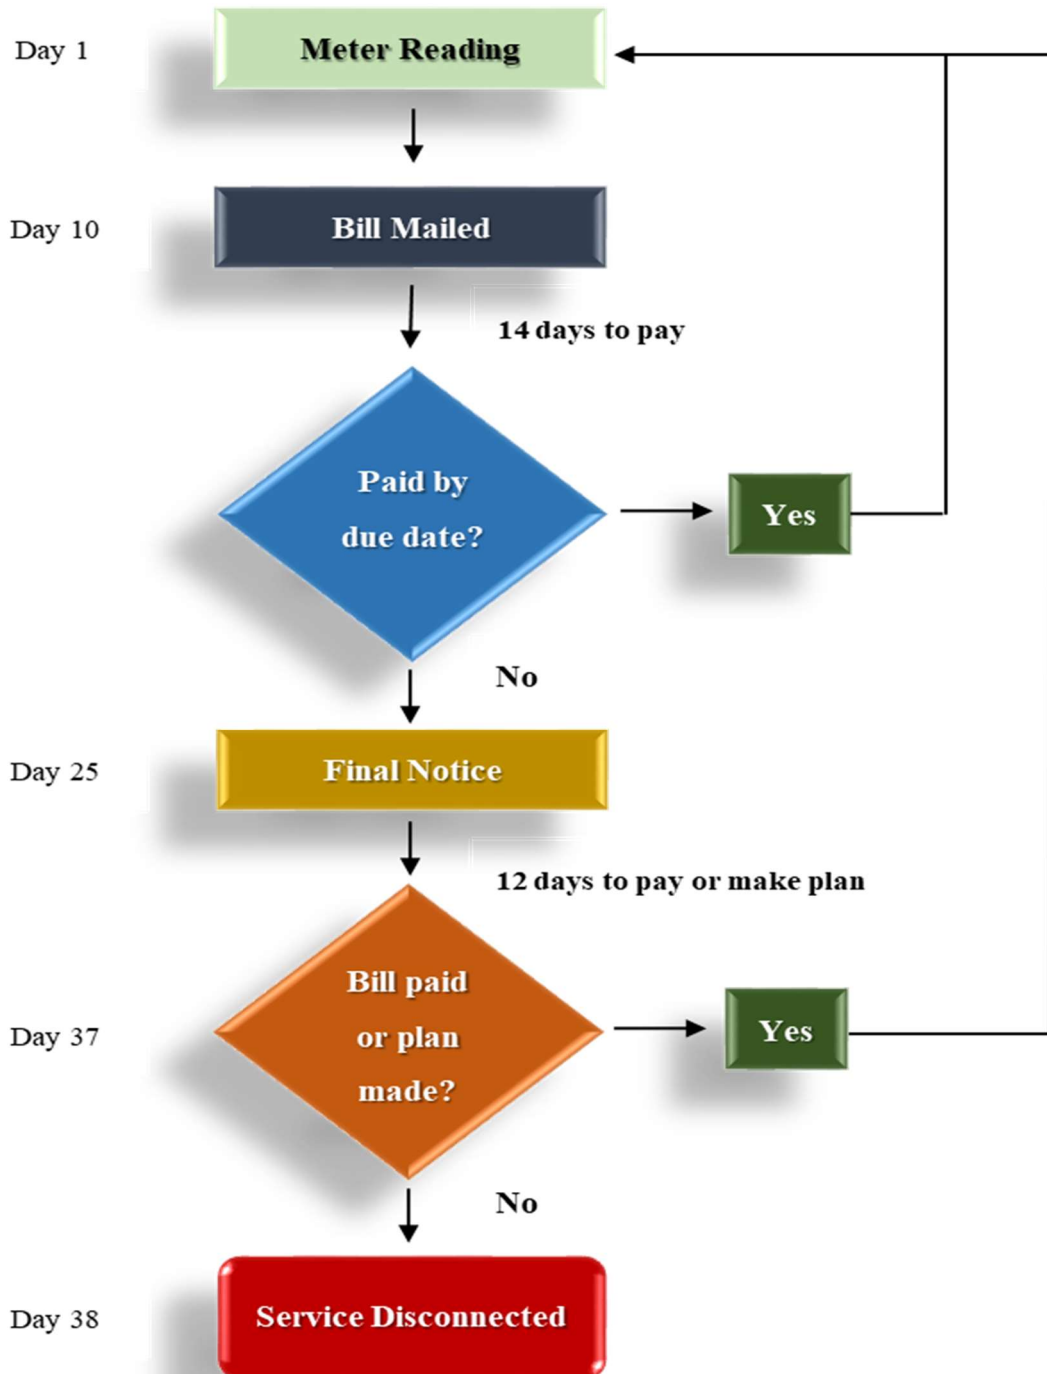 Day 1
Meter Reading
Day 10
Bill Mailed
14 days to pay
Paid by
due date?
Yes
No
Day 25
Final Notice
12 days to pay or make plan
Bill paid
or plan
made?
Day 37
Yes
No
Day 38
Service Disconnected